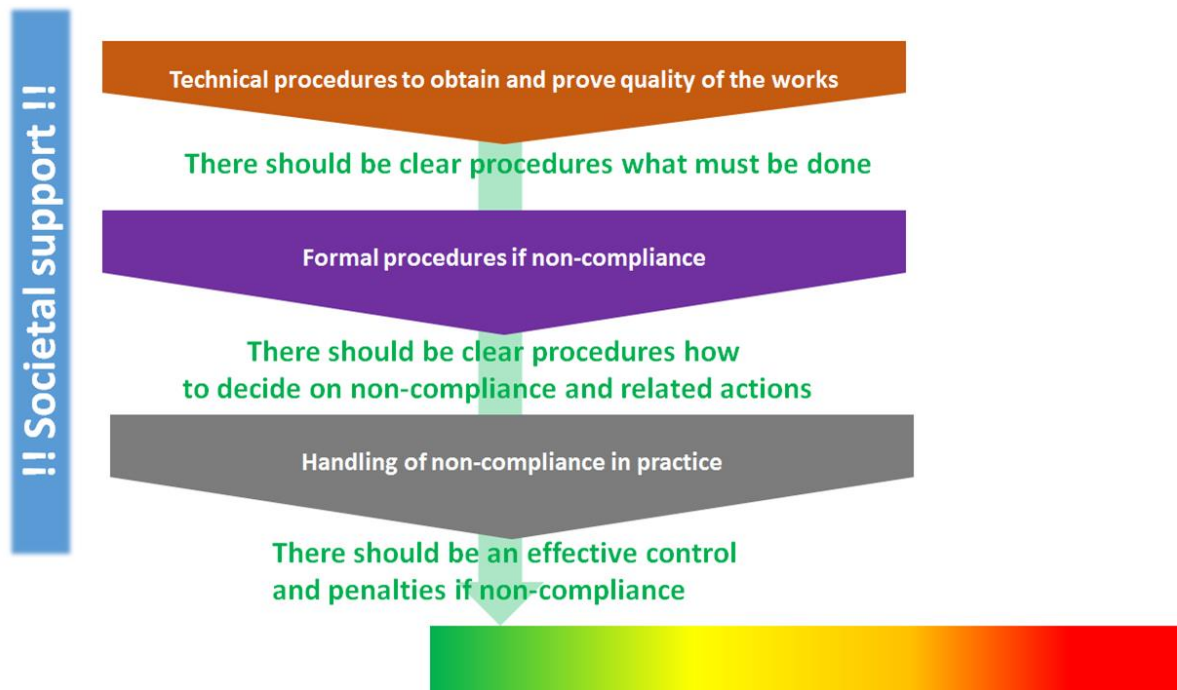 !! Societal support !!
Technical procedures to obtain and prove quality of the works
There should be clear procedures what must be done
Formal procedures if non-compliance
There should be clear procedures how
to decide on non-compliance and related actions
Handling of non-compliance in practice
There should be an effective control
and penalties if non-compliance